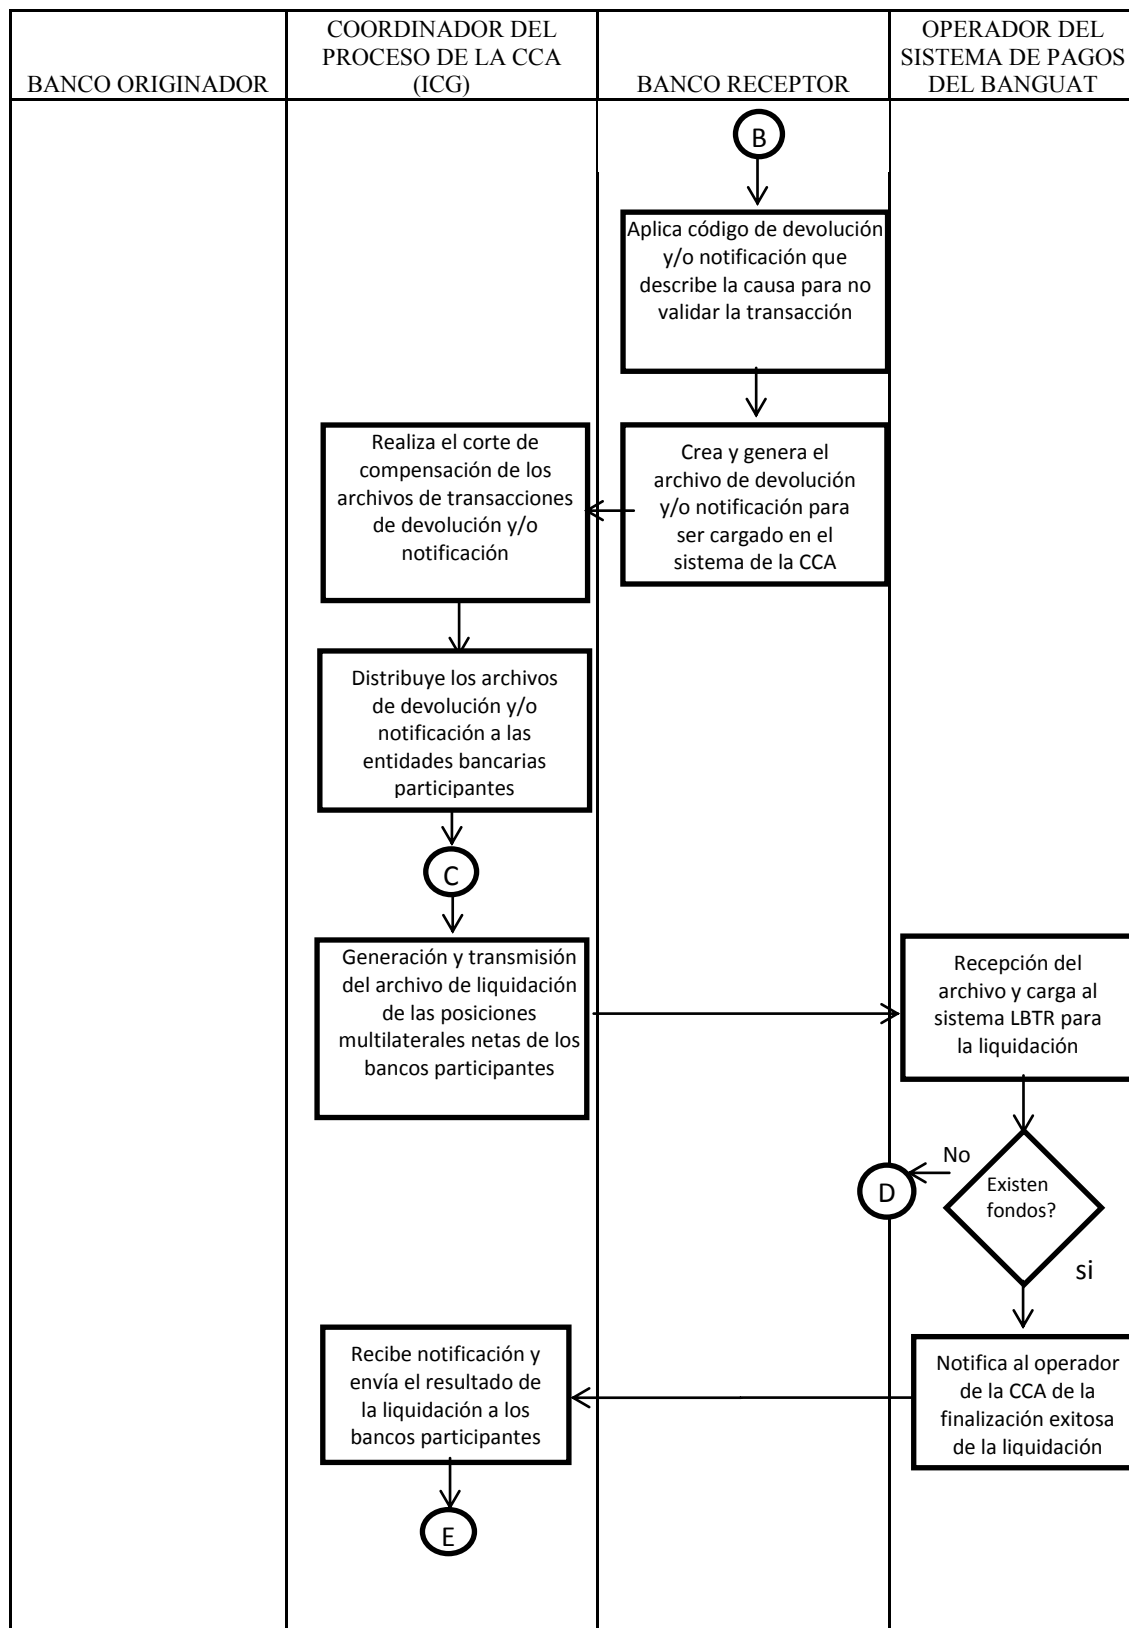 BANCO ORIGINADOR
COORDINADOR DEL
PROCESO DE LA CCA
(ICG)
BANCO RECEPTOR
OPERADOR DEL
SISTEMA DE PAGOS
DEL BANGUAT
B
Aplica código de devolución
y/o notificación que
describe la causa para no
validar la transacción
Crea y genera el
archivo de devolución
y/o notificación para
ser cargado en el
sistema de la CCA
Realiza el corte de
compensación de los
archivos de transacciones
de devolución y/o
notificación
Distribuye los archivos
de devolución y/o
notificación a las
entidades bancarias
participantes
C
Generación y transmisión
del archivo de liquidación
de las posiciones
multilaterales netas de los
bancos participantes
Recepción del
archivo y carga al
sistema LBTR para
la liquidación
No
D
Existen
fondos?
si
Notifica al operador
de la CCA de la
finalización exitosa
de la liquidación
Recibe notificación y
envía el resultado de
la liquidación a los
bancos participantes
E